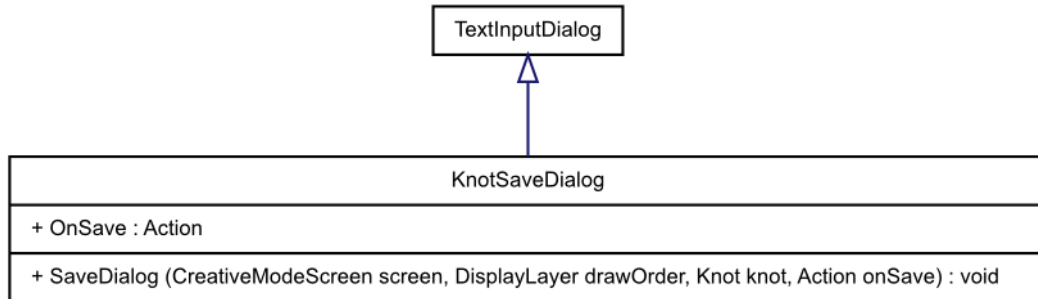 TextInputDialog
KnotSaveDialog
+ OnSave : Action
+ SaveDialog (CreativeModeScreen screen, DisplayLayer drawOrder, Knot knot, Action onSave) : void